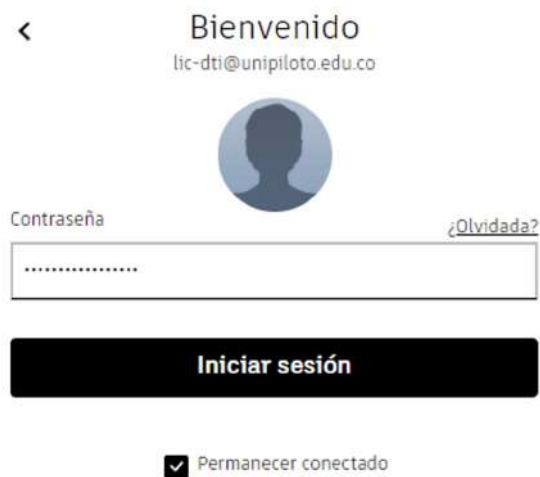 Bienvenido
lic-dti@unipiloto.edu.co
Contraseña
¿Olvidada?
.................
Iniciar sesión
Permanecer conectado